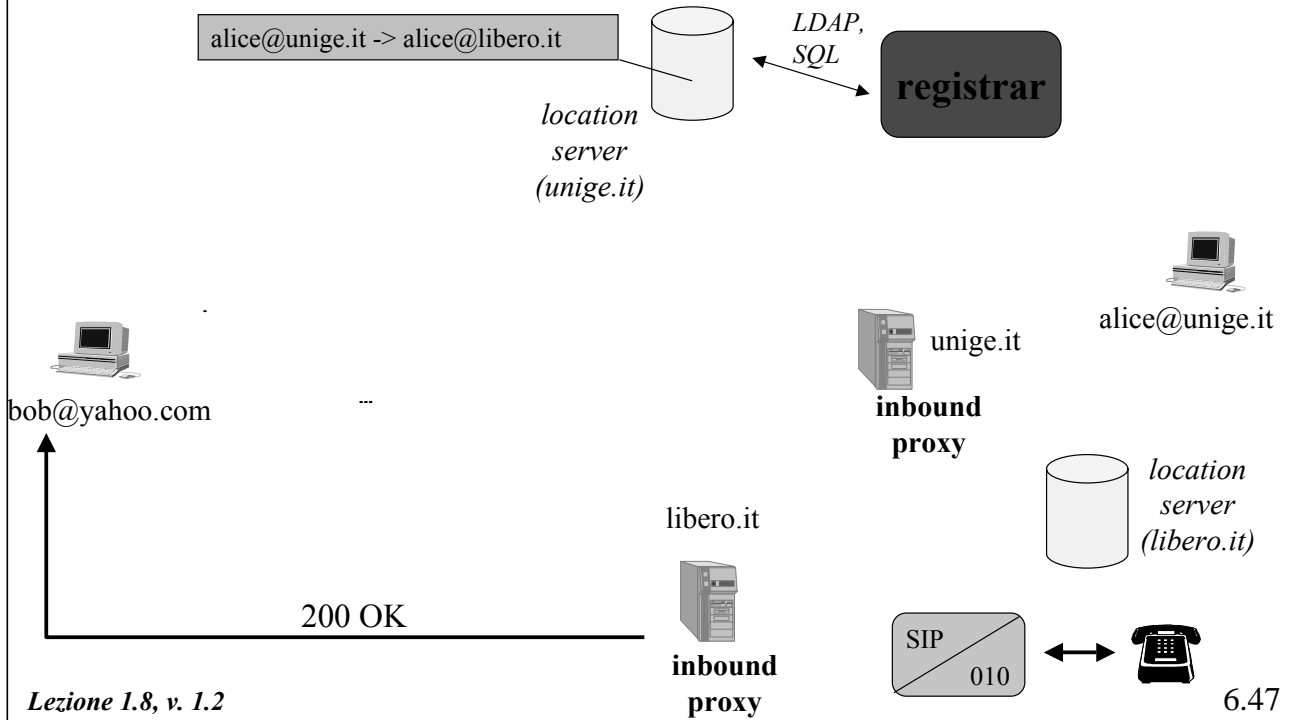 alice@unige.it -> alice@libero.it
LDAP,
SQL
registrar
location
server
(unige.it)
alice@unige.it
unige.it
inbound
proxy
bob@yahoo.com
location
server
(libero.it)
libero.it
200 OK
inbound
proxy
SIP
010
Lezione 1.8, v. 1.2
6.47